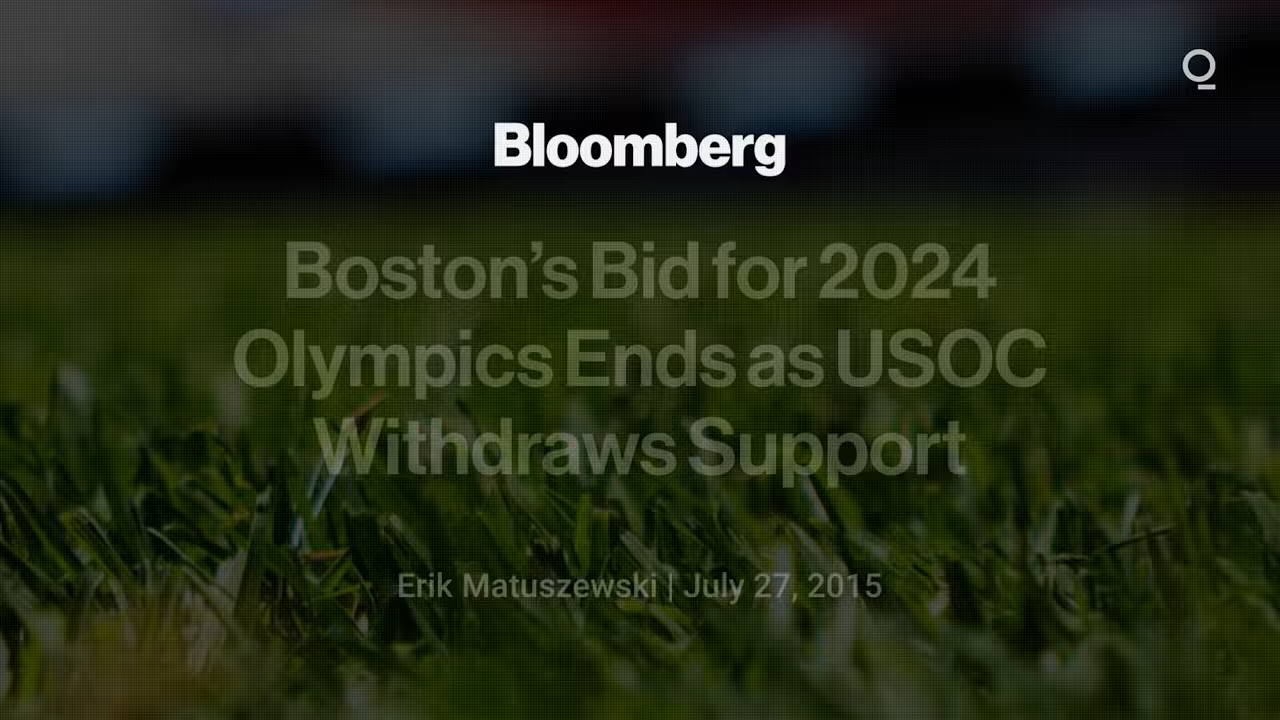 Bloomberg
Boston’s Bid for 2024
Olympics Ends as USOC
Withdraws Support
Erik Matuszewski | July 27, 2015